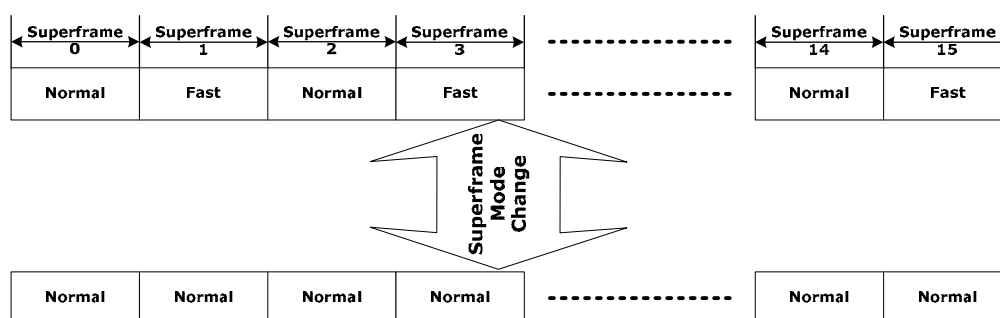 Superframe Superframe Superframe Superframe Superframe Superframe
0 1 2 3 14 15
Normal Fast Normal Fast Normal Fast
Superframe
Mode
Change
Normal Normal Normal Normal Normal Normal